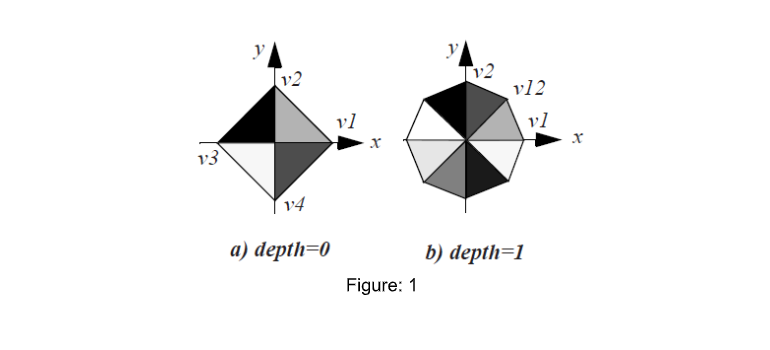 y
v2
v1
x
v3
v4
a) depth=0
y
v2
v12
v1
x
b) depth=1
Figure: 1